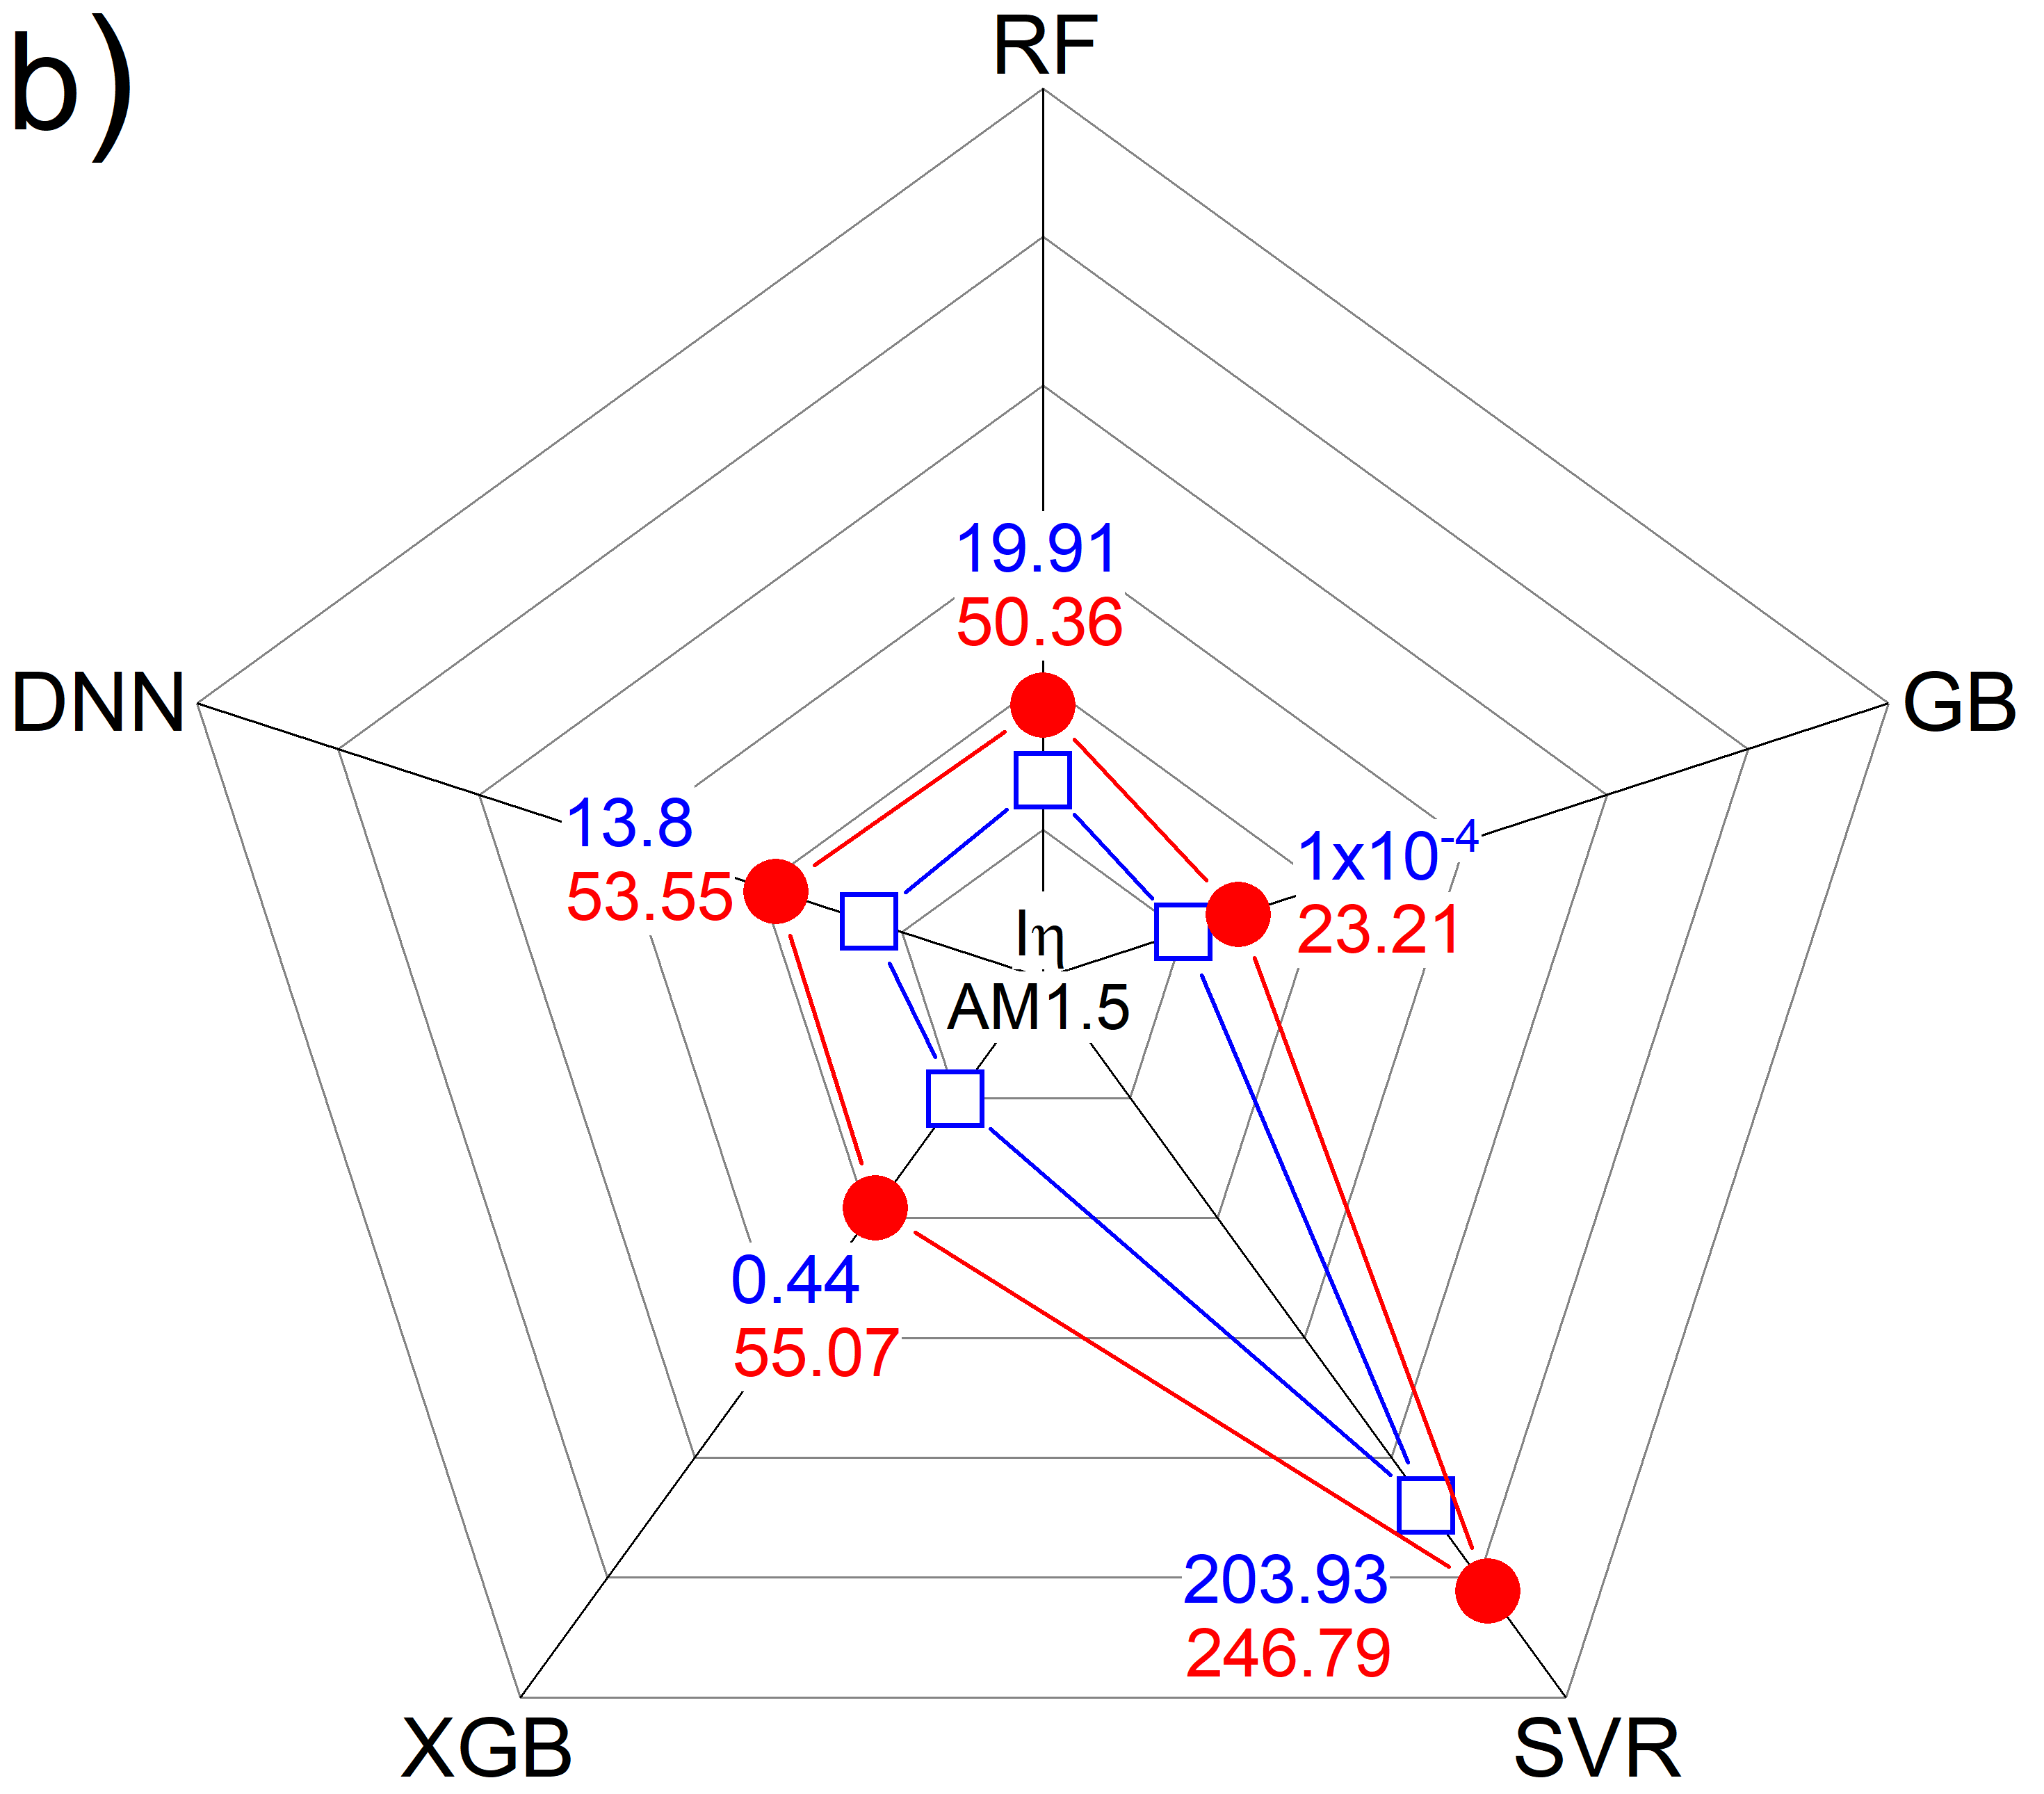 b)
RF
19.91
50.36
DNN
GB
13.8
53.55
1x10⁻⁴
23.21
Iη
AM1.5
0.44
55.07
203.93
246.79
XGB
SVR